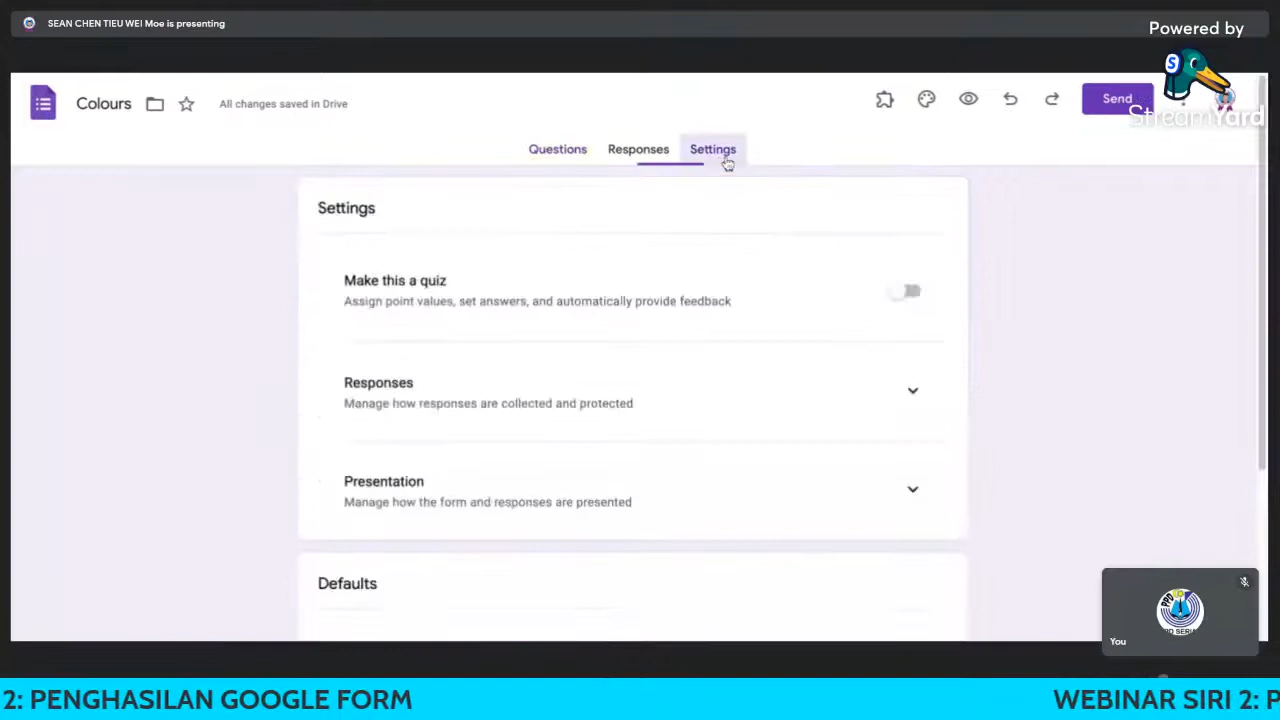 SEAN CHEN TIEU WEI Moe is presenting
Powered by
StreamYard
Colours
All changes saved in Drive
Send
Questions
Responses
Settings
Settings
Make this a quiz
Assign point values, set answers, and automatically provide feedback
Responses
Manage how responses are collected and protected
Presentation
Manage how the form and responses are presented
Defaults
PPD
You
2: PENGHASILAN GOOGLE FORM
WEBINAR SIRI 2: P